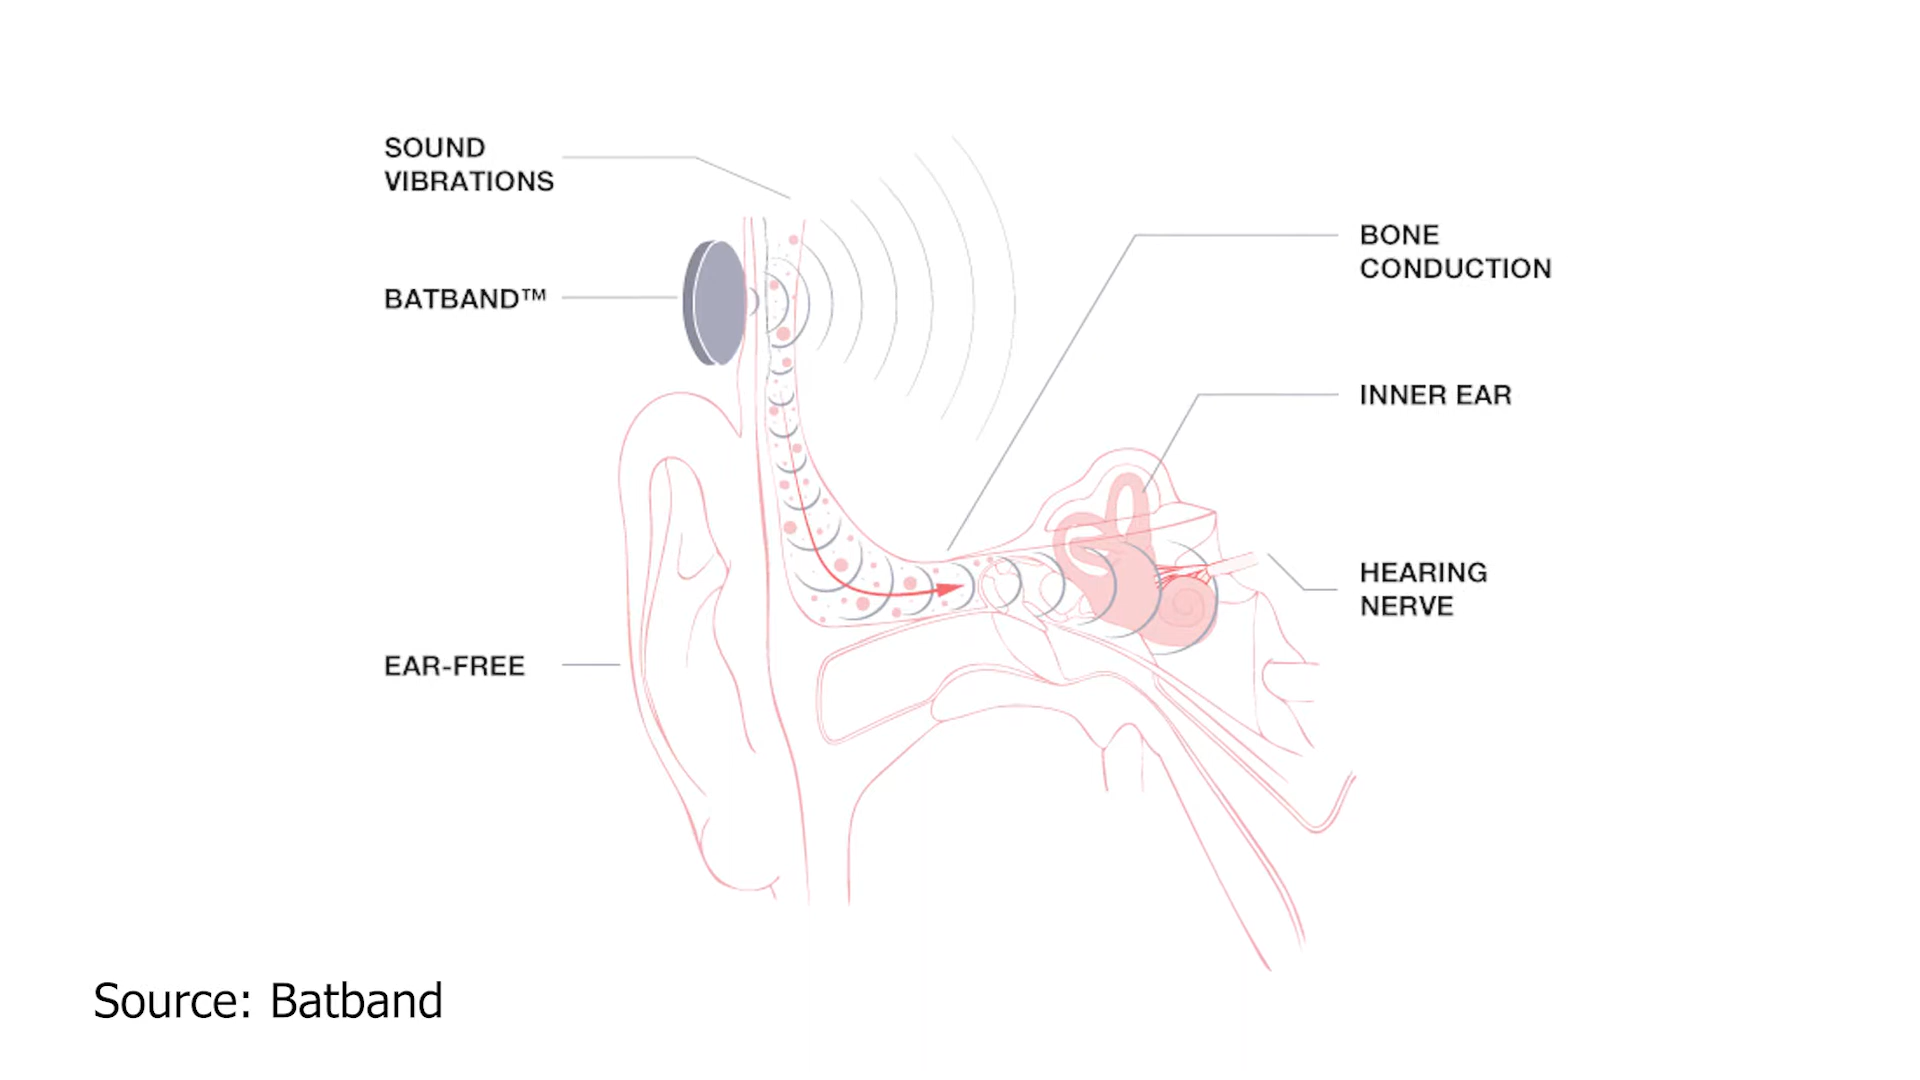 SOUND
VIBRATIONS
BATBAND™
EAR-FREE
BONE
CONDUCTION
INNER EAR
HEARING
NERVE
Source: Batband